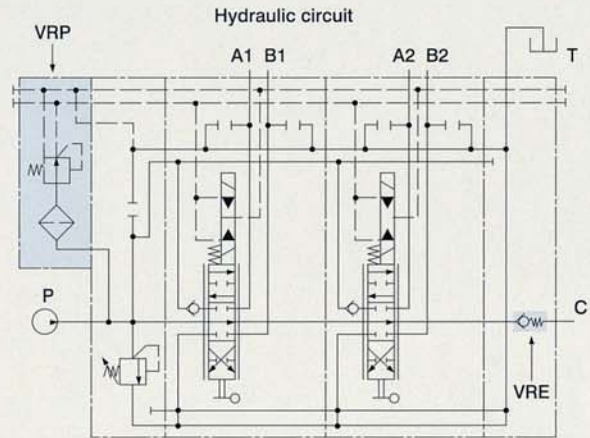 Hydraulic circuit
VRP
A1 B1 A2 B2
T
P
C
VRE